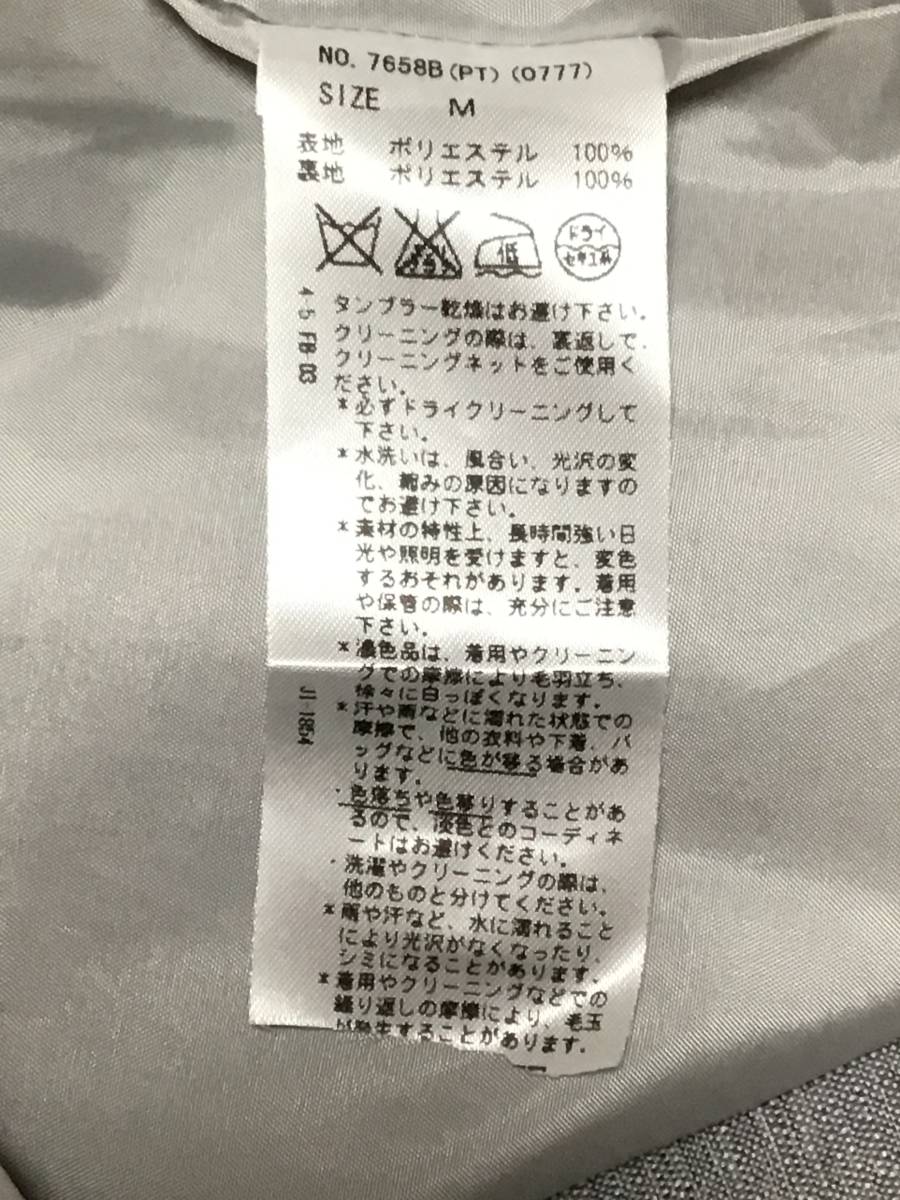 NO. 7658B(PT)(0777)
SIZE M
表地 ポリエステル 100%
裏地 ポリエステル 100%
低
ドライ
セキユ系
タンブラー乾燥はお避け下さい。
クリーニングの際は、裏返しで、
クリーニングネットをご使用く
ださい。
*必ずドライクリーニングして
下さい。
*水洗いは、風合い、光沢の変
化、縮みの原因になりますの
でお避け下さい。
*素材の特性上、長時間強い日
光や照明を受けますと、変色
するおそれがあります。着用
や保管の際は、充分にご注意
下さい。
*濃色品は、着用やクリーニン
グでの摩擦により毛羽立ち、
徐々に白っぽくなります。
*汗や雨などに濡れた状態での
摩擦で、他の衣料や下着、バ
ッグなどに色が移る場合があ
ります。
・色落ちや色移りすることがあ
るので、淡色とのコーディネ
ートはお避けください。
・洗濯やクリーニングの際は、
他のものと分けてください。
*雨や汗など、水に濡れること
により光沢がなくなったり、
シミになることがあります。
*着用やクリーニングなどでの
繰り返しの摩擦により、毛玉
が発生することがあります。
4-5 FB-B3
JI-1854